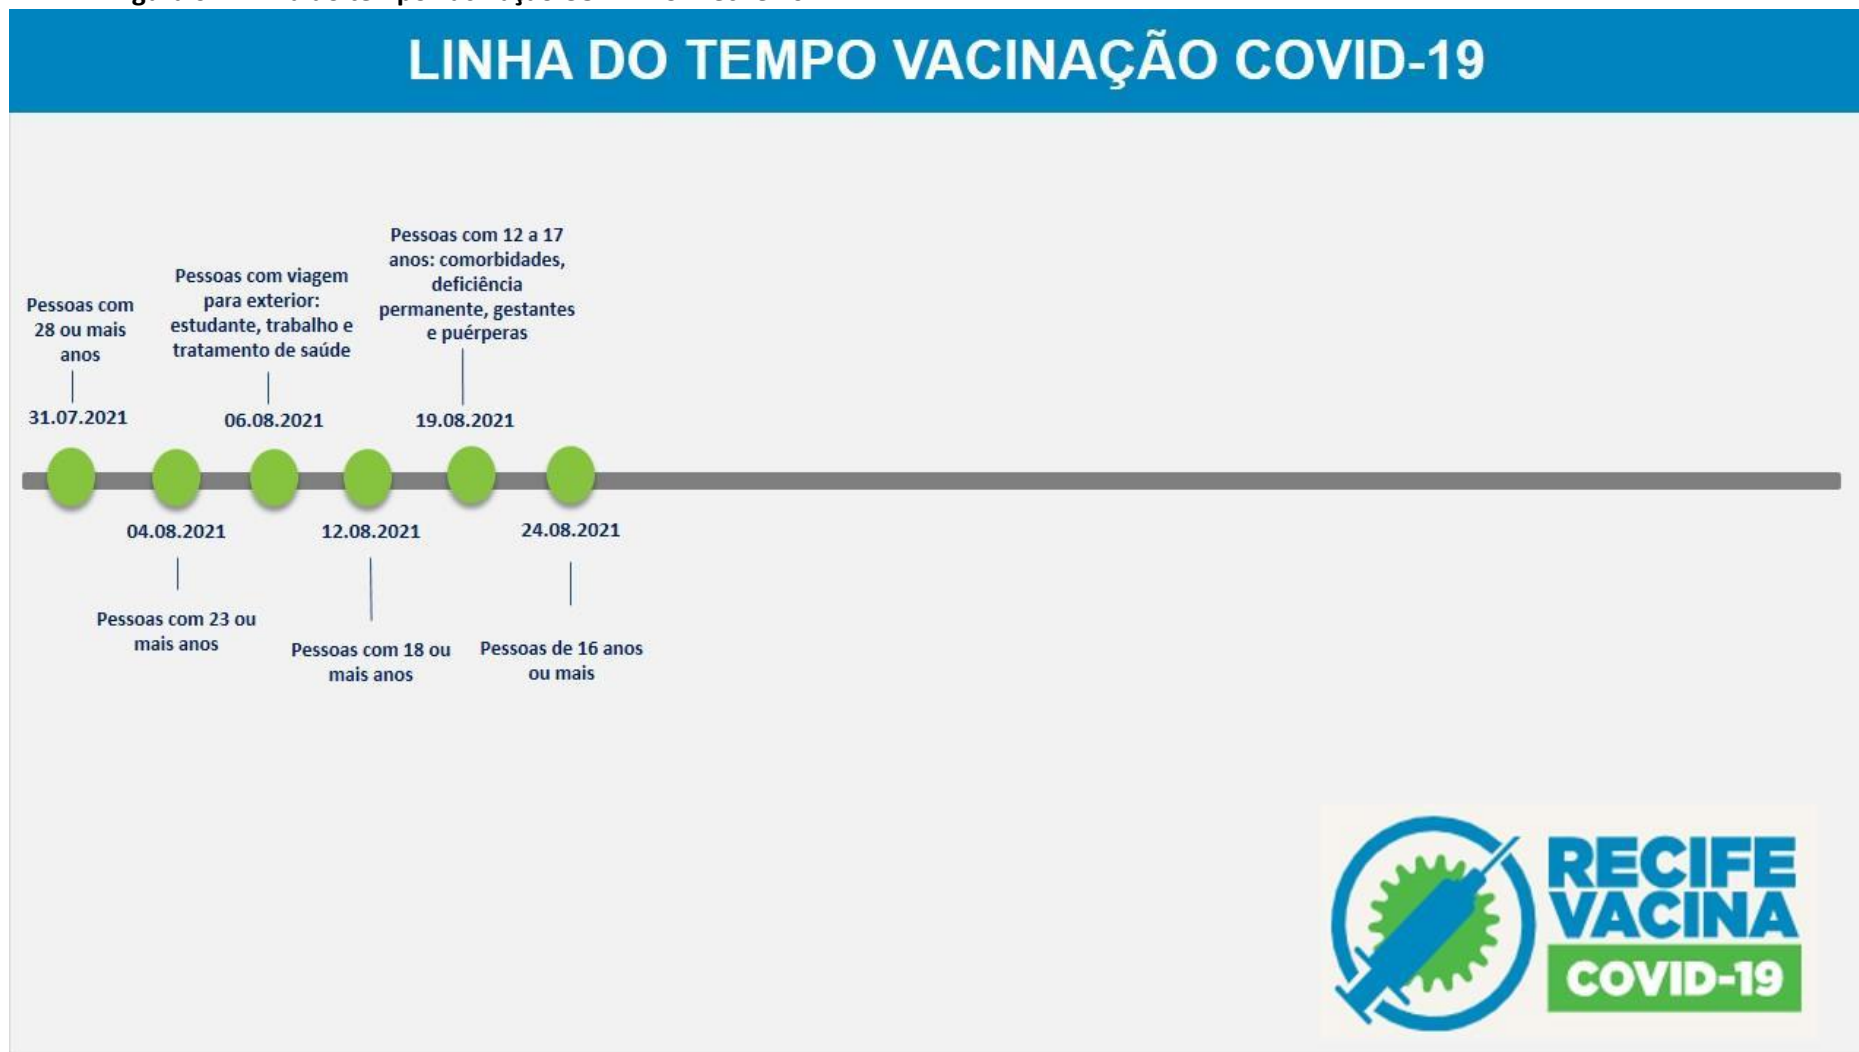 LINHA DO TEMPO VACINAÇÃO COVID-19
Pessoas com
28 ou mais
anos
31.07.2021
Pessoas com viagem
para exterior:
estudante, trabalho e
tratamento de saúde
06.08.2021
Pessoas com 12 a 17
anos: comorbidades,
deficiência
permanente, gestantes
e puérperas
19.08.2021
04.08.2021
Pessoas com 23 ou
mais anos
12.08.2021
Pessoas com 18 ou
mais anos
24.08.2021
Pessoas de 16 anos
ou mais
RECIFE
VACINA
COVID-19